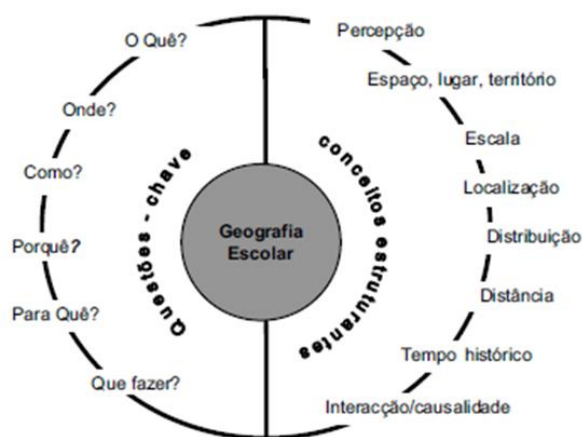 O Quê?
Onde?
Como?
Porquê?
Para Quê?
Que fazer?
Questões - chave
Geografia
Escolar
conceitos estruturantes
Percepção
Espaço, lugar, território
Escala
Localização
Distribuição
Distância
Tempo histórico
Interacção/causalidade